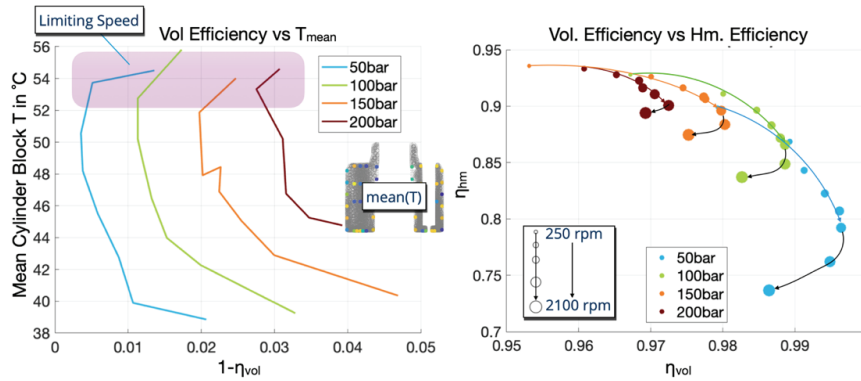 Limiting Speed
Vol Efficiency vs Tmean
56
54
52
50
48
46
44
42
40
38
Mean Cylinder Block T in °C
0
0.01
0.02
0.03
0.04
0.05
1-ηvol
50bar
100bar
150bar
200bar
mean(T)
Vol. Efficiency vs Hm. Efficiency
0.95
0.9
0.85
0.8
0.75
0.7
ηhm
0.95
0.96
0.97
0.98
0.99
ηvol
250 rpm
2100 rpm
50bar
100bar
150bar
200bar